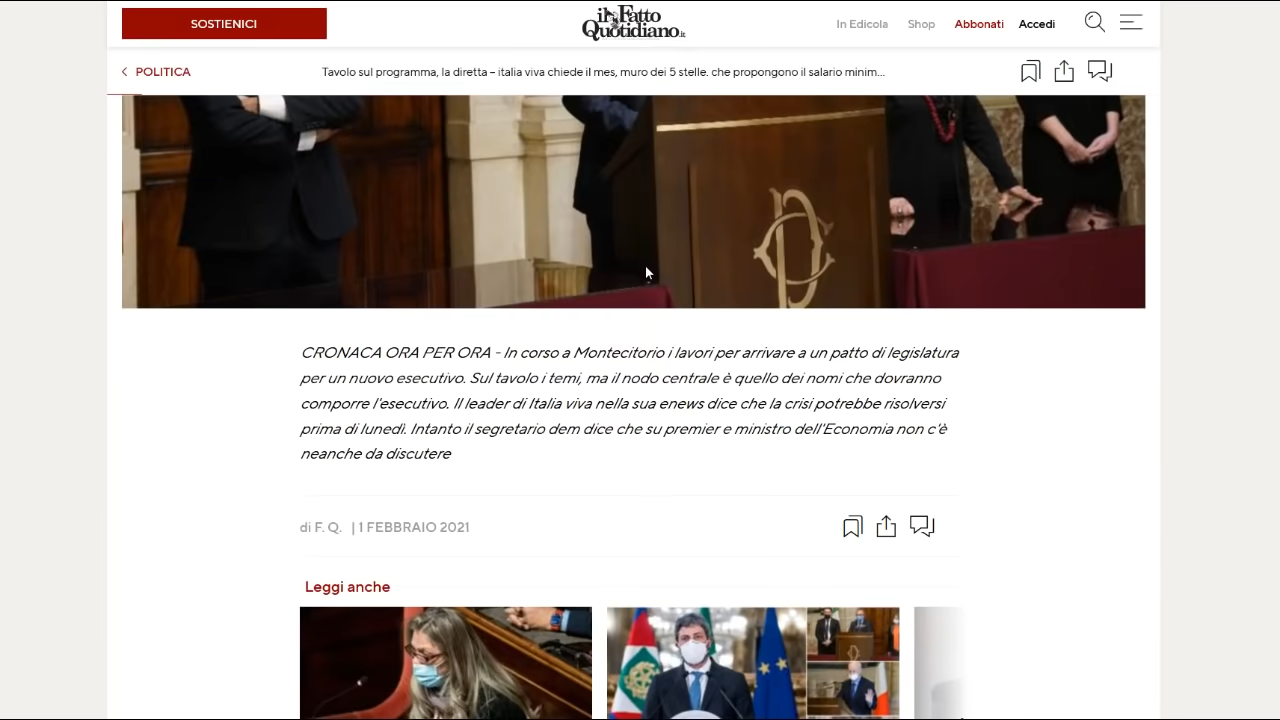 SOSTIENICI
il Fatto Quotidiano.it
In Edicola Shop Abbonati Accedi
POLITICA
Tavolo sul programma, la diretta – italia viva chiede il mes, muro dei 5 stelle. che propongono il salario minim...
CRONACA ORA PER ORA - In corso a Montecitorio i lavori per arrivare a un patto di legislatura
per un nuovo esecutivo. Sul tavolo i temi, ma il nodo centrale è quello dei nomi che dovranno
comporre l'esecutivo. Il leader di Italia viva nella sua enews dice che la crisi potrebbe risolversi
prima di lunedì. Intanto il segretario dem dice che su premier e ministro dell'Economia non c'è
neanche da discutere
di F. Q. | 1 FEBBRAIO 2021
Leggi anche